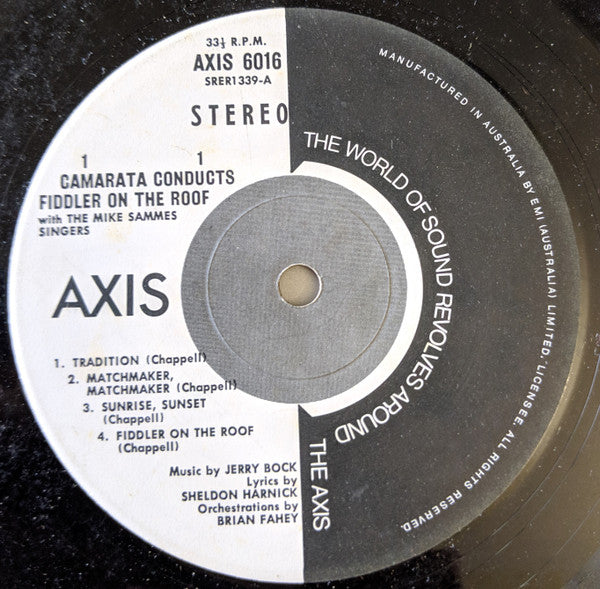 33⅓ R.P.M.
AXIS 6016
SRER1339-A
STEREO
1 1
CAMARATA CONDUCTS
FIDDLER ON THE ROOF
with THE MIKE SAMMES
SINGERS
AXIS
1. TRADITION (Chappell)
2. MATCHMAKER,
MATCHMAKER (Chappell)
3. SUNRISE, SUNSET
(Chappell)
4. FIDDLER ON THE ROOF
(Chappell)
Music by JERRY BOCK
Lyrics by
SHELDON HARNICK
Orchestrations by
BRIAN FAHEY
THE WORLD OF SOUND REVOLVES AROUND
THE AXIS
MANUFACTURED IN AUSTRALIA BY EMI (AUSTRALIA) LIMITED. LICENSEE. ALL RIGHTS RESERVED.